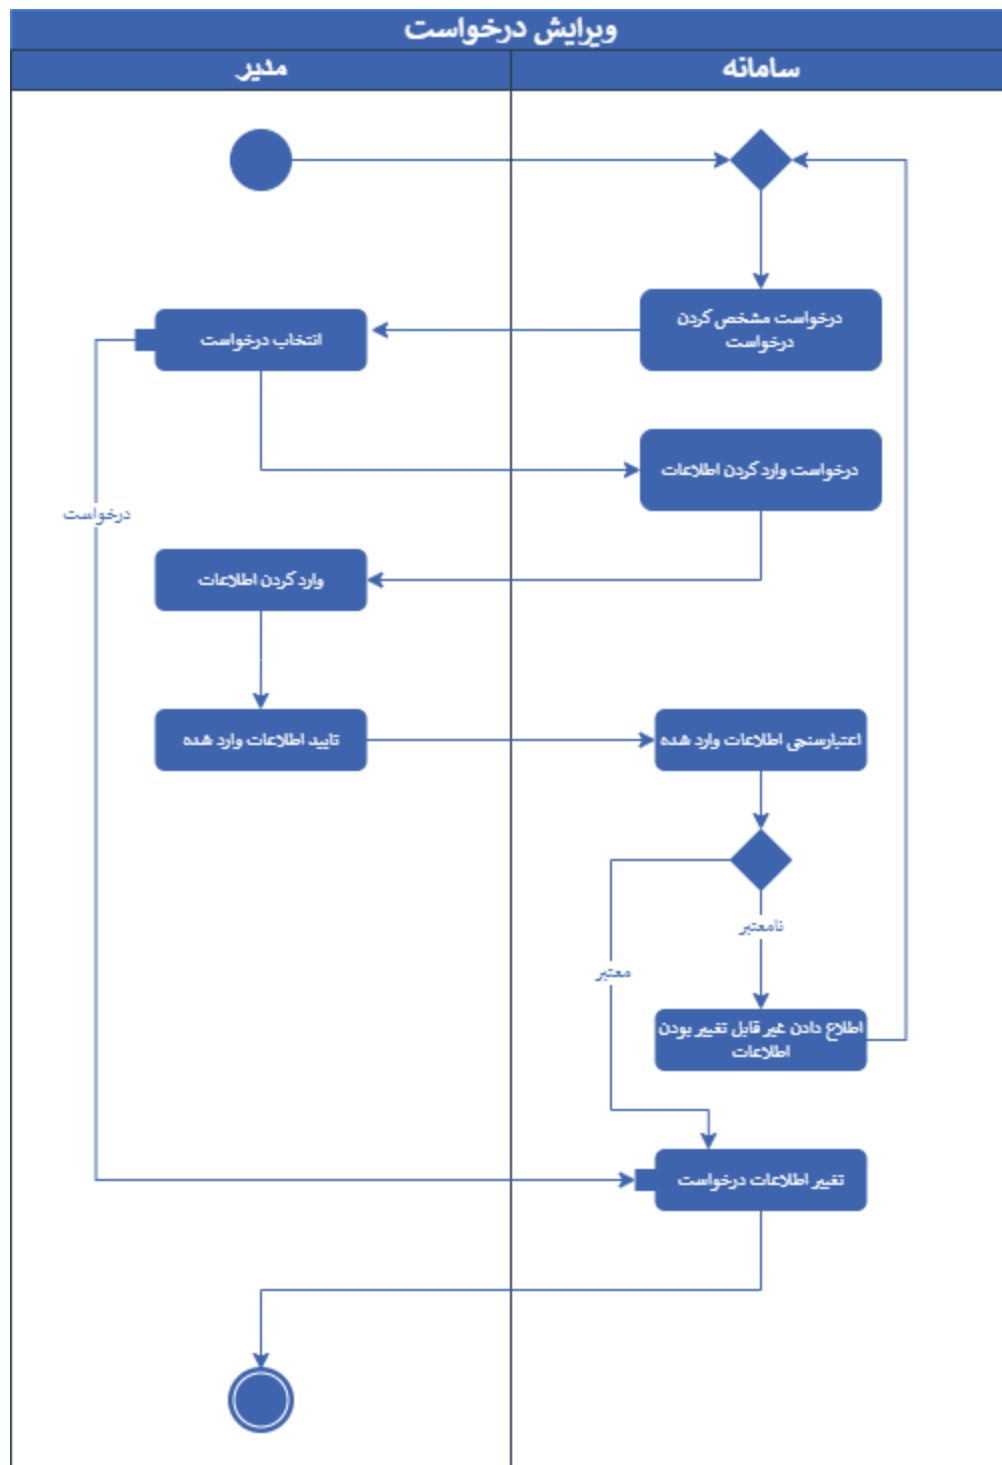 ویرایش درخواست
سامانه
مدیر
درخواست مشخص کردن
درخواست
انتخاب درخواست
درخواست وارد کردن اطلاعات
درخواست
وارد کردن اطلاعات
تایید اطلاعات وارد شده
اعتبارسنجی اطلاعات وارد شده
نامعتبر
معتبر
اطلاع دادن غیر قابل تغییر بودن
اطلاعات
تغییر اطلاعات درخواست